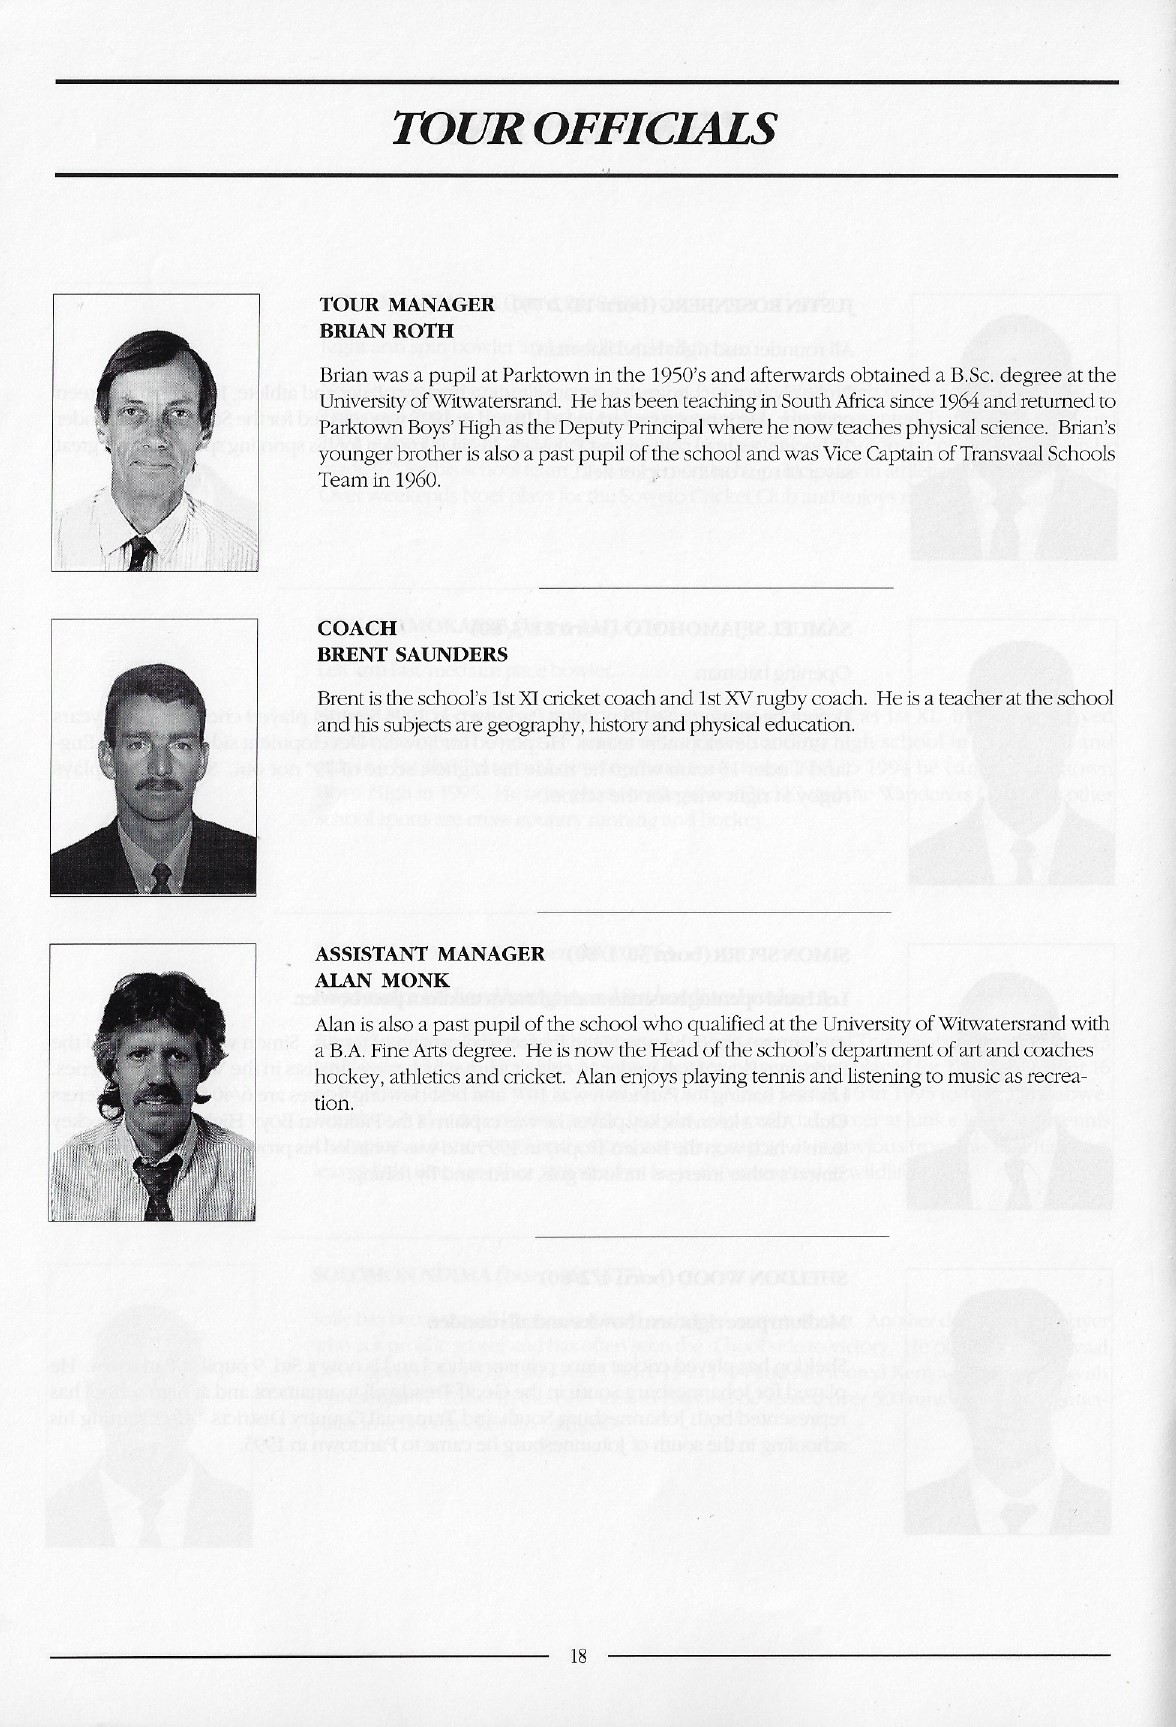 TOUR OFFICIALS
TOUR MANAGER
BRIAN ROTH
Brian was a pupil at Parktown in the 1950's and afterwards obtained a B.Sc. degree at the
University of Witwatersrand. He has been teaching in South Africa since 1964 and returned to
Parktown Boys' High as the Deputy Principal where he now teaches physical science. Brian's
younger brother is also a past pupil of the school and was Vice Captain of Transvaal Schools
Team in 1960.
COACH
BRENT SAUNDERS
Brent is the school's 1st XI cricket coach and 1st XV rugby coach. He is a teacher at the school
and his subjects are geography, history and physical education.
ASSISTANT MANAGER
ALAN MONK
Alan is also a past pupil of the school who qualified at the University of Witwatersrand with
a B.A. Fine Arts degree. He is now the Head of the school's department of art and coaches
hockey, athletics and cricket. Alan enjoys playing tennis and listening to music as recrea-
tion.
18